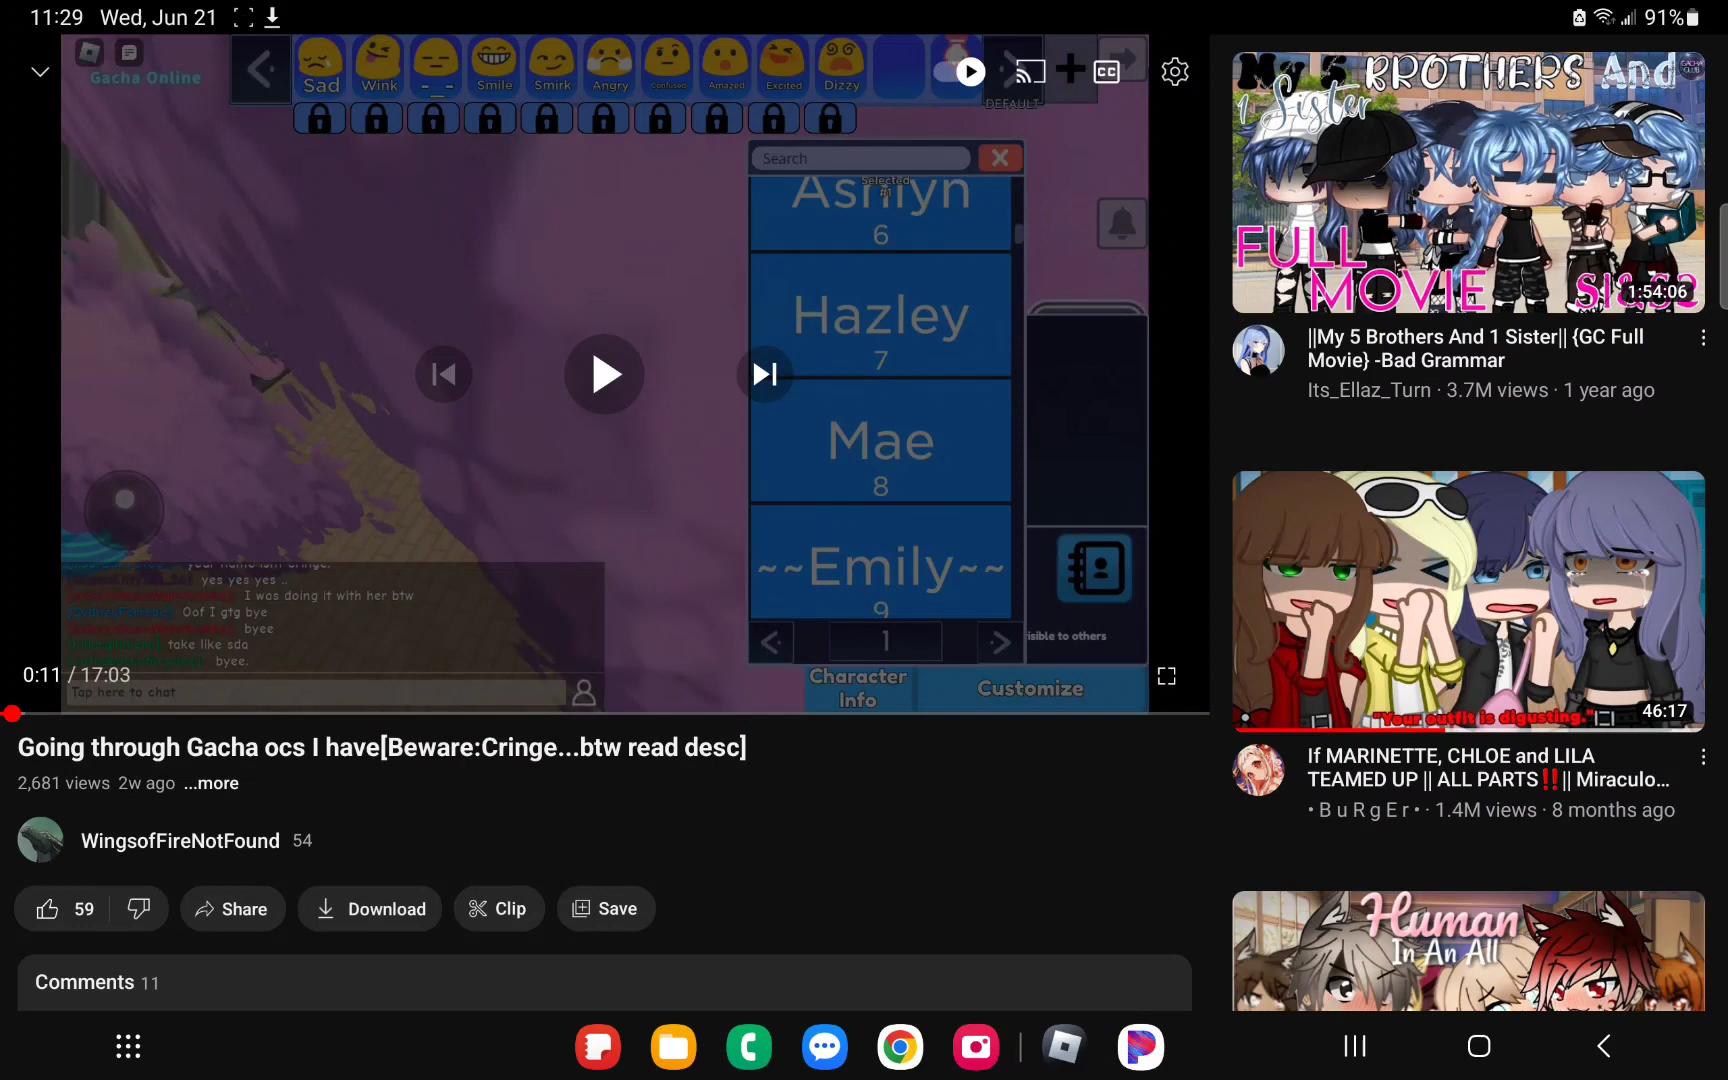 11:29 Wed, Jun 21
91%
Gacha Online
Sad Wink -_- Smile Smirk Angry Confused Amazed Excited Dizzy
DEFAULT
Search
Selected
#1
Ashlyn
6
Hazley
7
Mae
8
~~Emily~~
9
1
isible to others
yes yes yes ..
I was doing it with her btw
Oof I gtg bye
byee
take like sda
byee.
0:11 / 17:03
Tap here to chat
Character
Info
Customize
Going through Gacha ocs I have[Beware:Cringe...btw read desc]
2,681 views 2w ago ...more
WingsofFireNotFound 54
59 Share Download Clip Save
Comments 11
My 5 BROTHERS And
1 Sister
FULL
MOVIE
1:54:06
||My 5 Brothers And 1 Sister|| {GC Full
Movie} -Bad Grammar
Its_Ellaz_Turn · 3.7M views · 1 year ago
"Your outfit is digusting."
46:17
If MARINETTE, CHLOE and LILA
TEAMED UP || ALL PARTS‼️|| Miraculo...
• B u R g E r • · 1.4M views · 8 months ago
Human
In An All